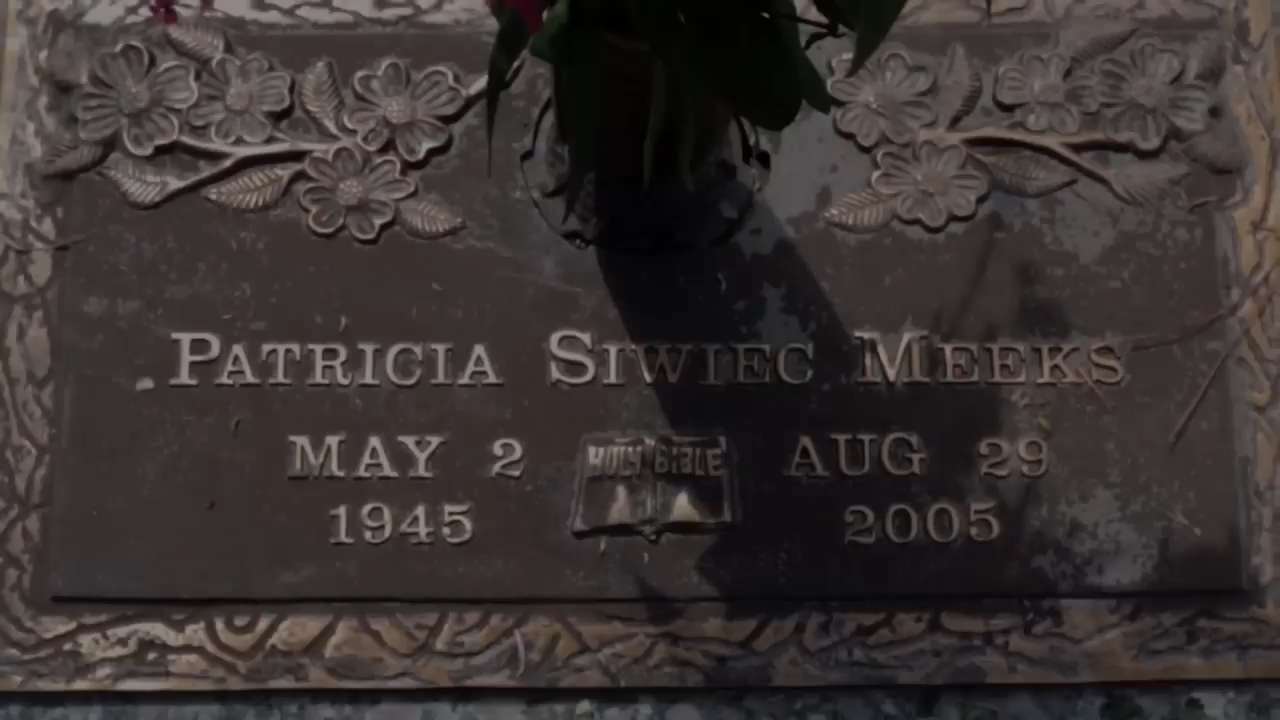 PATRICIA SIWIEC MEEKS
MAY 2
1945
HOLY BIBLE
AUG 29
2005